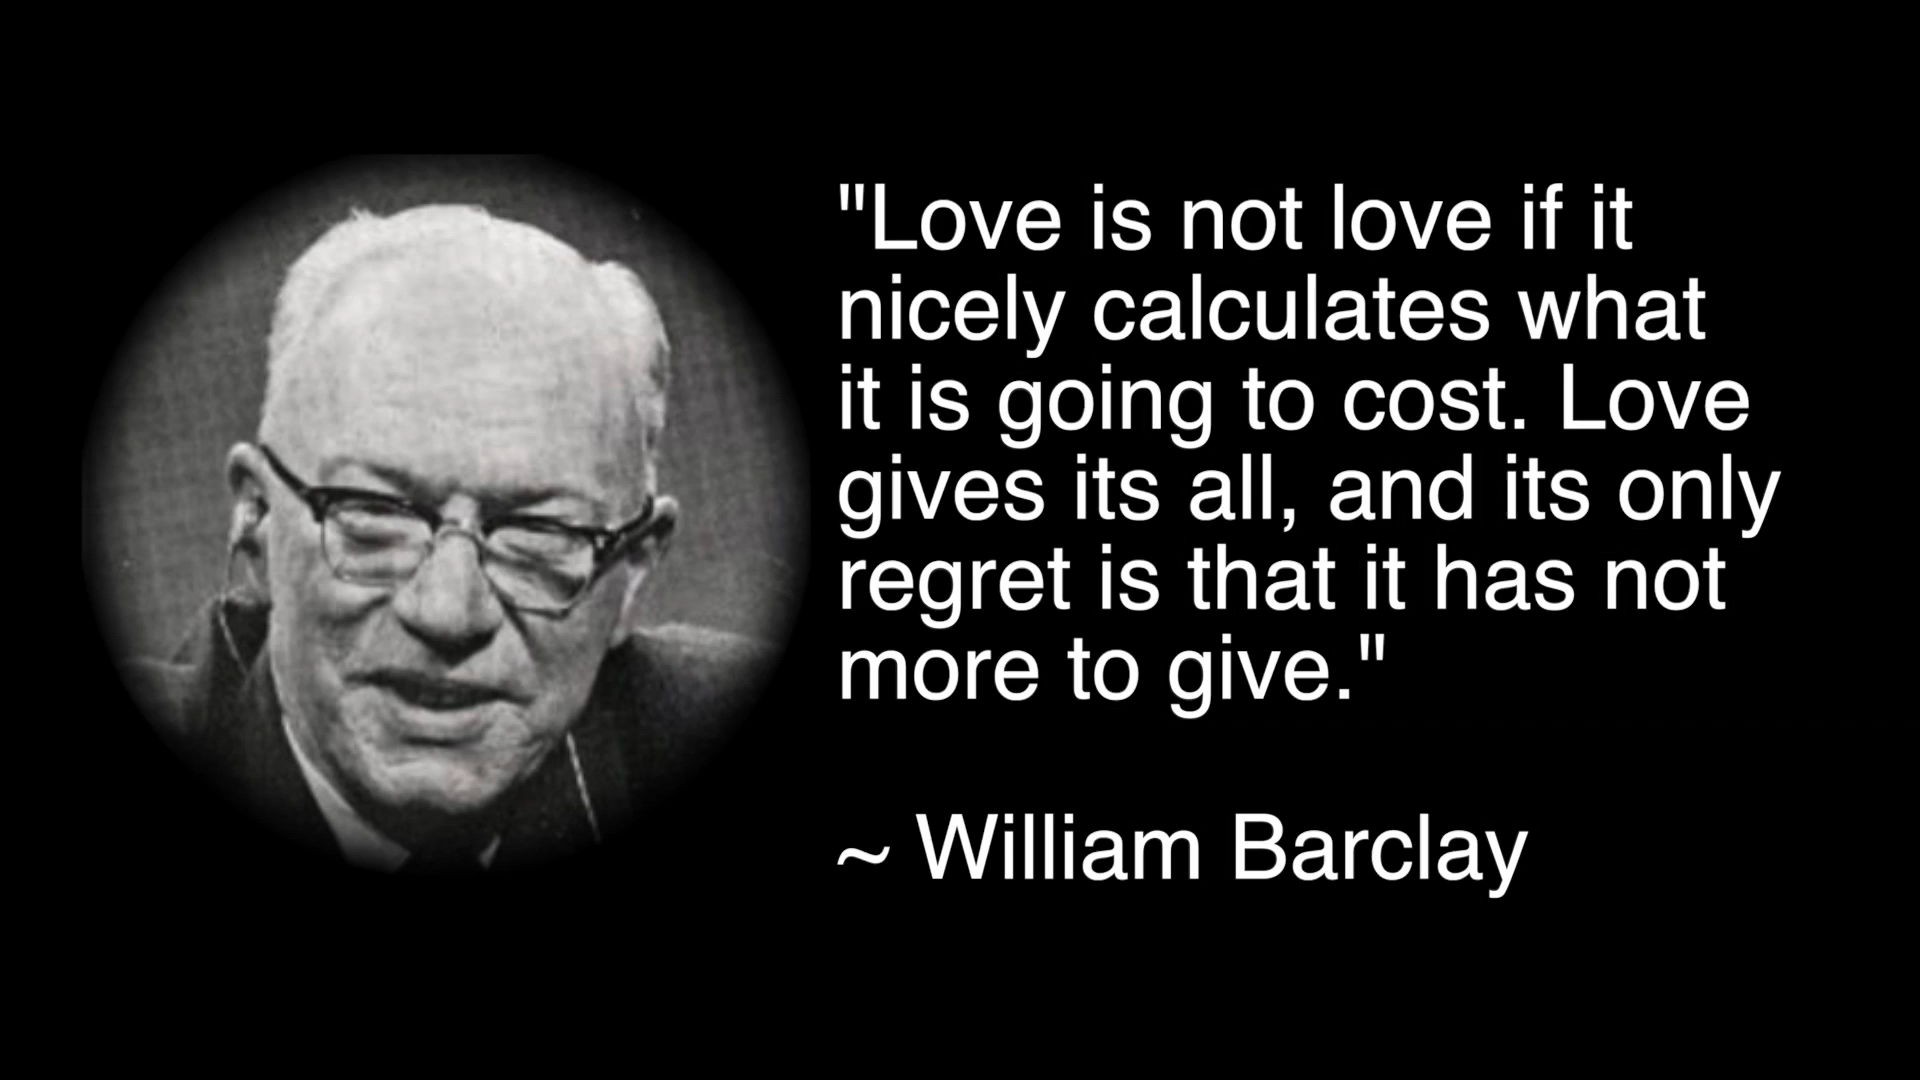 "Love is not love if it
nicely calculates what
it is going to cost. Love
gives its all, and its only
regret is that it has not
more to give."
~ William Barclay